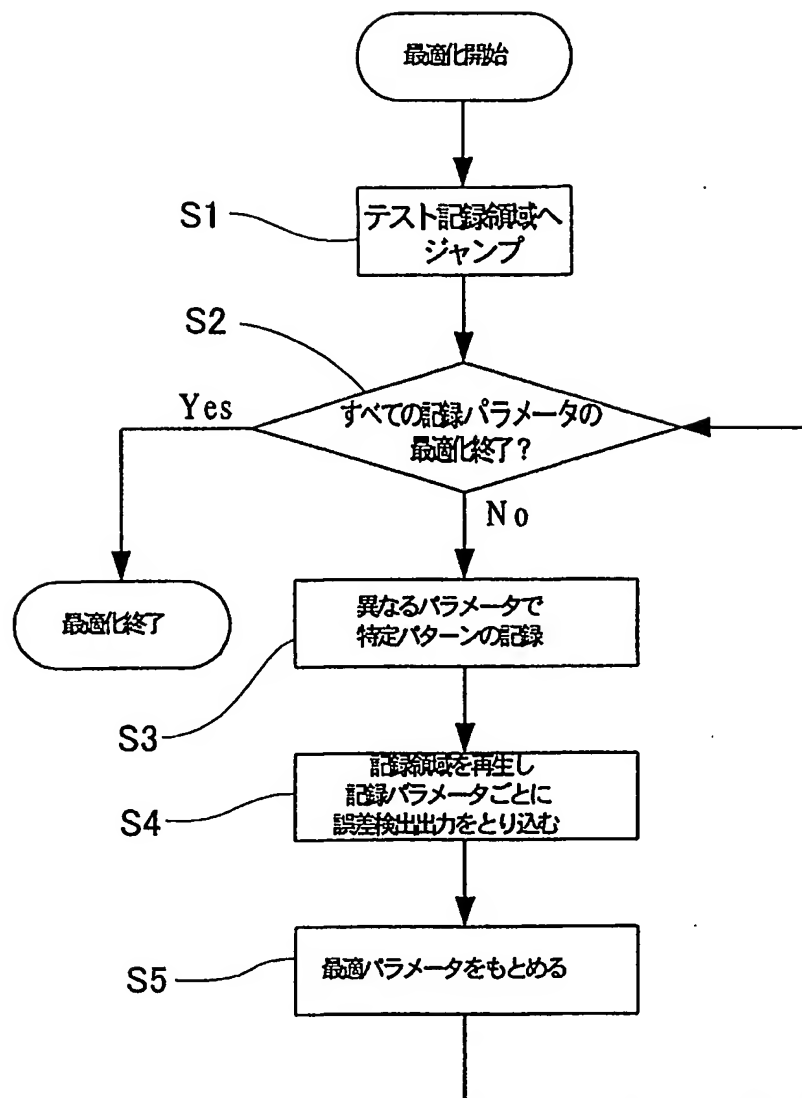 最適化開始
S1
テスト記録領域へ
ジャンプ
S2
Yes
すべての記録パラメータの
最適化終了?
No
最適化終了
異なるパラメータで
特定パターンの記録
S3
記録領域を再生し
記録パラメータごとに
誤差検出出力をとり込む
S4
最適パラメータをもとめる
S5